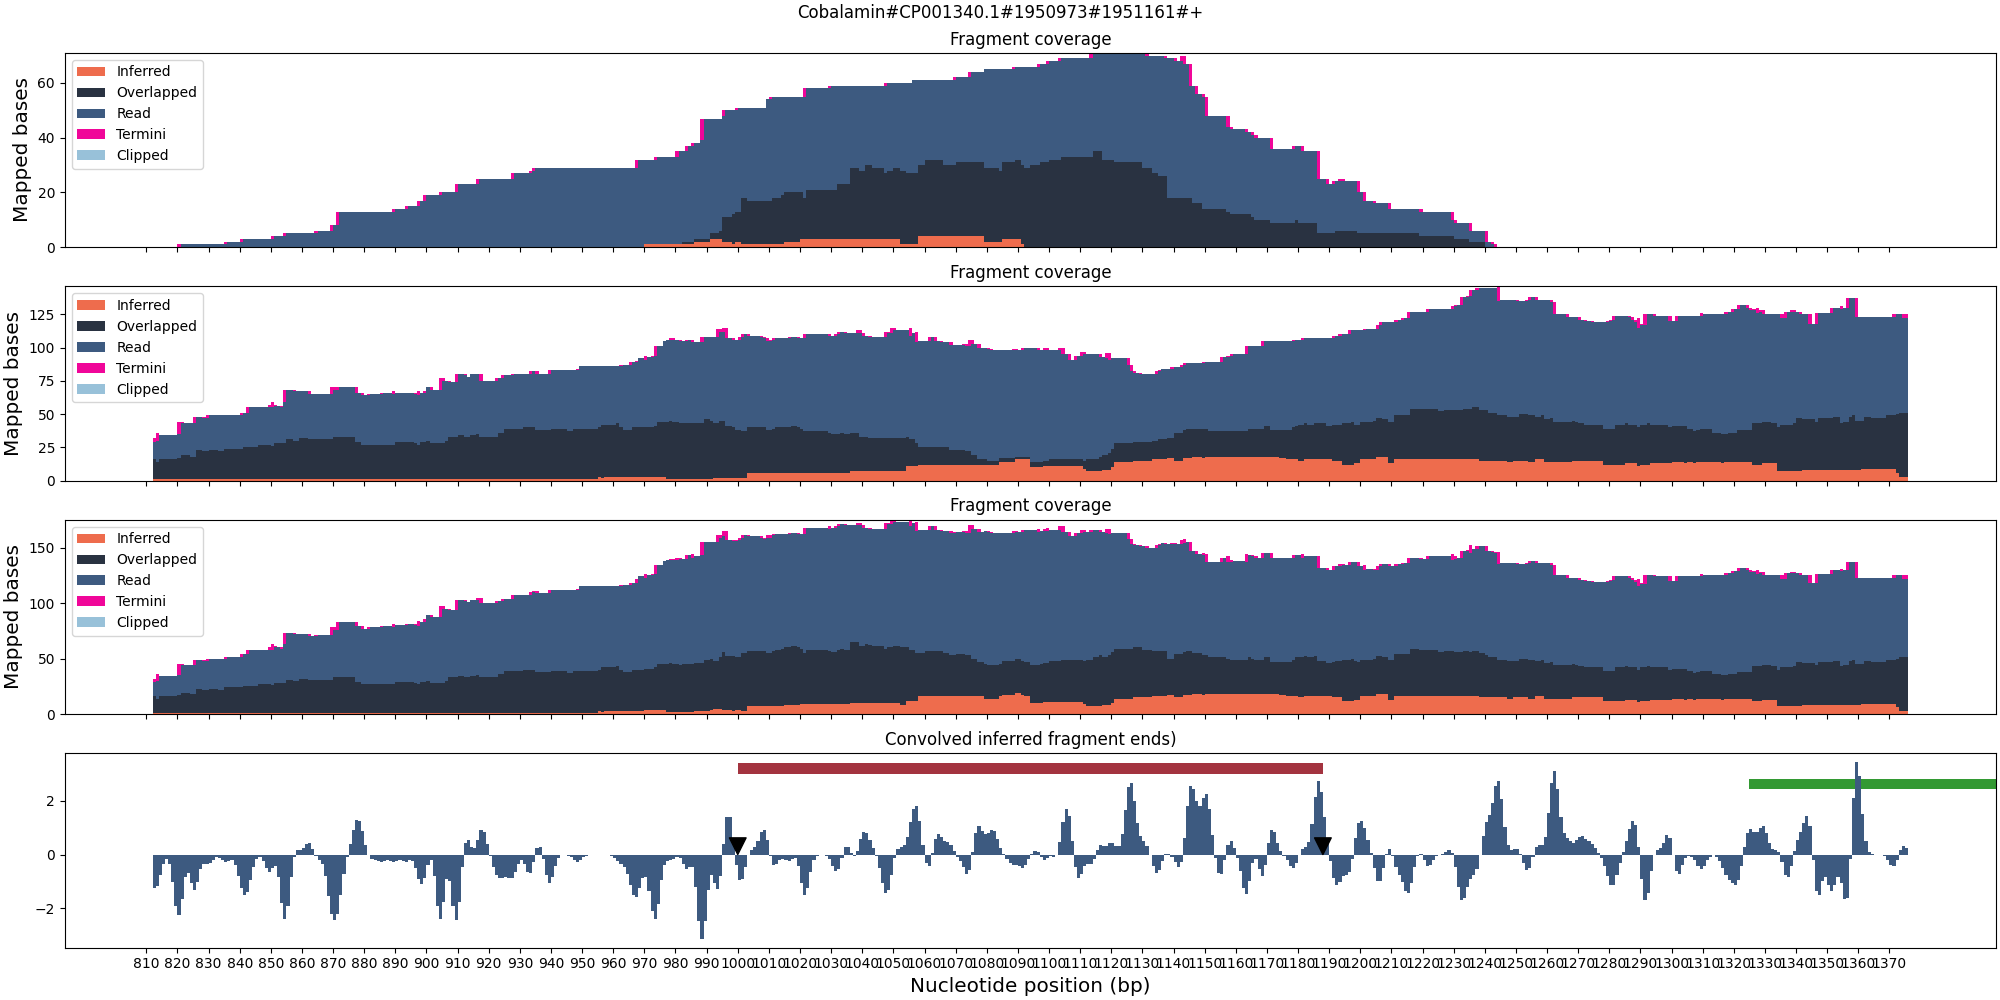 Cobalamin#CP001340.1#1950973#1951161#+
Fragment coverage
Mapped bases
60
40
20
0
Inferred
Overlapped
Read
Termini
Clipped
Fragment coverage
Mapped bases
125
100
75
50
25
0
Inferred
Overlapped
Read
Termini
Clipped
Fragment coverage
Mapped bases
150
100
50
0
Inferred
Overlapped
Read
Termini
Clipped
Convolved inferred fragment ends)
2
0
−2
810 820 830 840 850 860 870 880 890 900 910 920 930 940 950 960 970 980 990 1000 1010 1020 1030 1040 1050 1060 1070 1080 1090 1100 1110 1120 1130 1140 1150 1160 1170 1180 1190 1200 1210 1220 1230 1240 1250 1260 1270 1280 1290 1300 1310 1320 1330 1340 1350 1360 1370
Nucleotide position (bp)